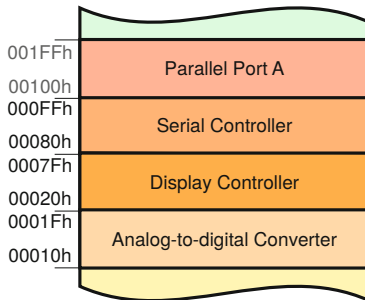 001FFh
Parallel Port A
00100h
000FFh
Serial Controller
00080h
0007Fh
Display Controller
00020h
0001Fh
Analog-to-digital Converter
00010h